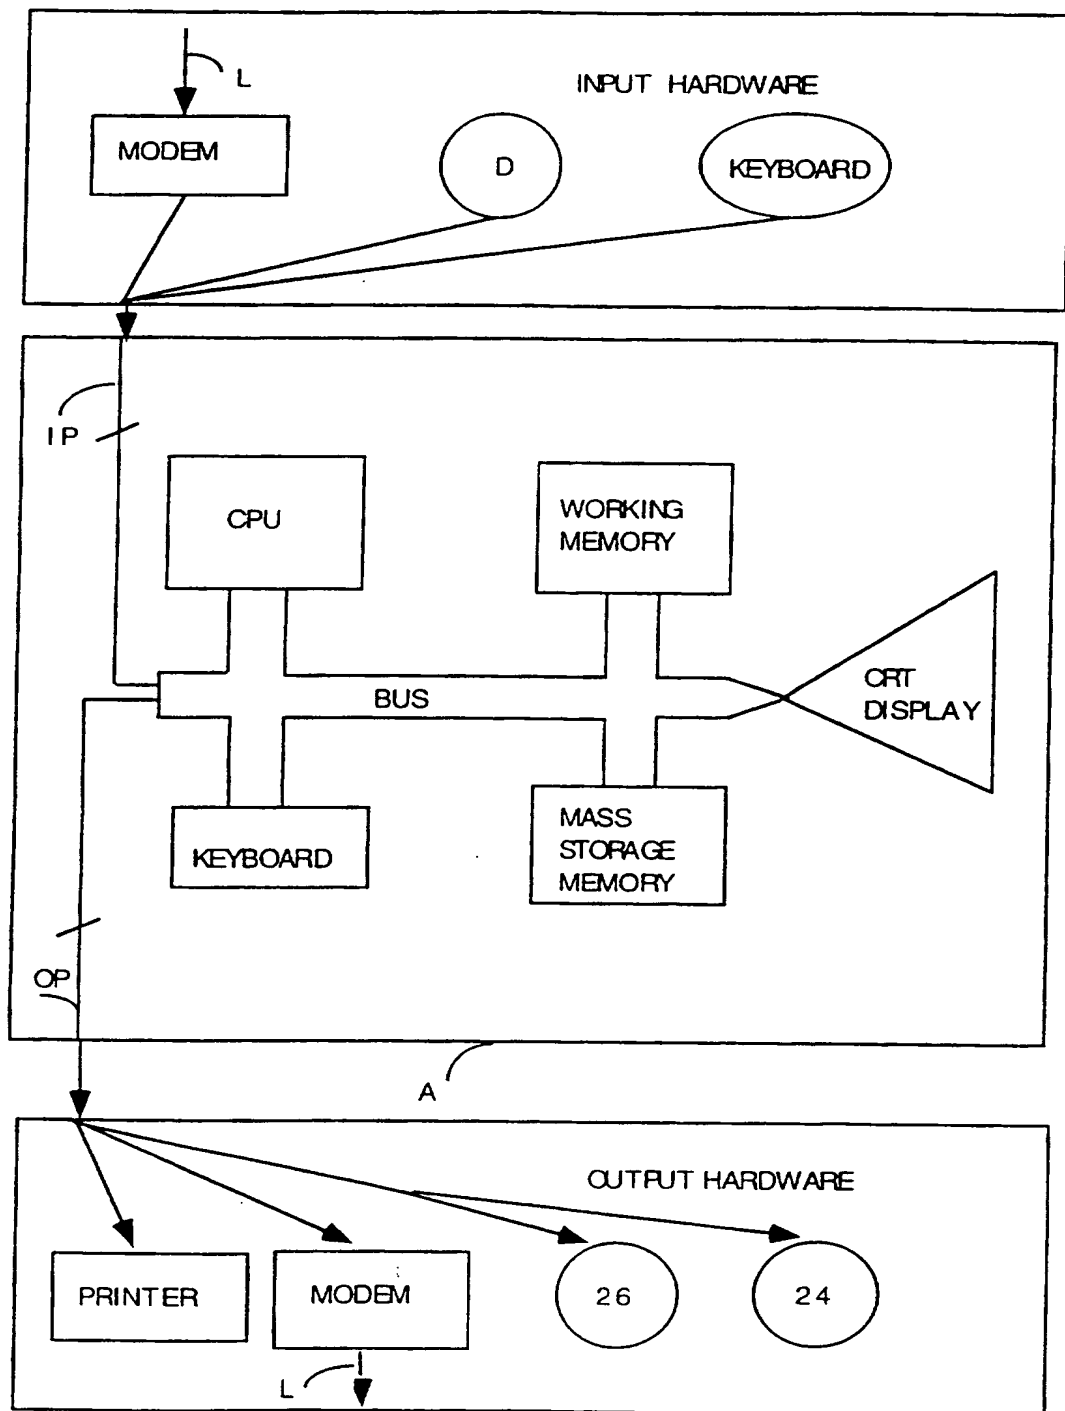 L
INPUT HARDWARE
MODEM
D
KEYBOARD
IP
CPU
WORKING
MEMORY
BUS
CRT
DISPLAY
KEYBOARD
MASS
STORAGE
MEMORY
OP
A
OUTPUT HARDWARE
PRINTER
MODEM
26
24
L